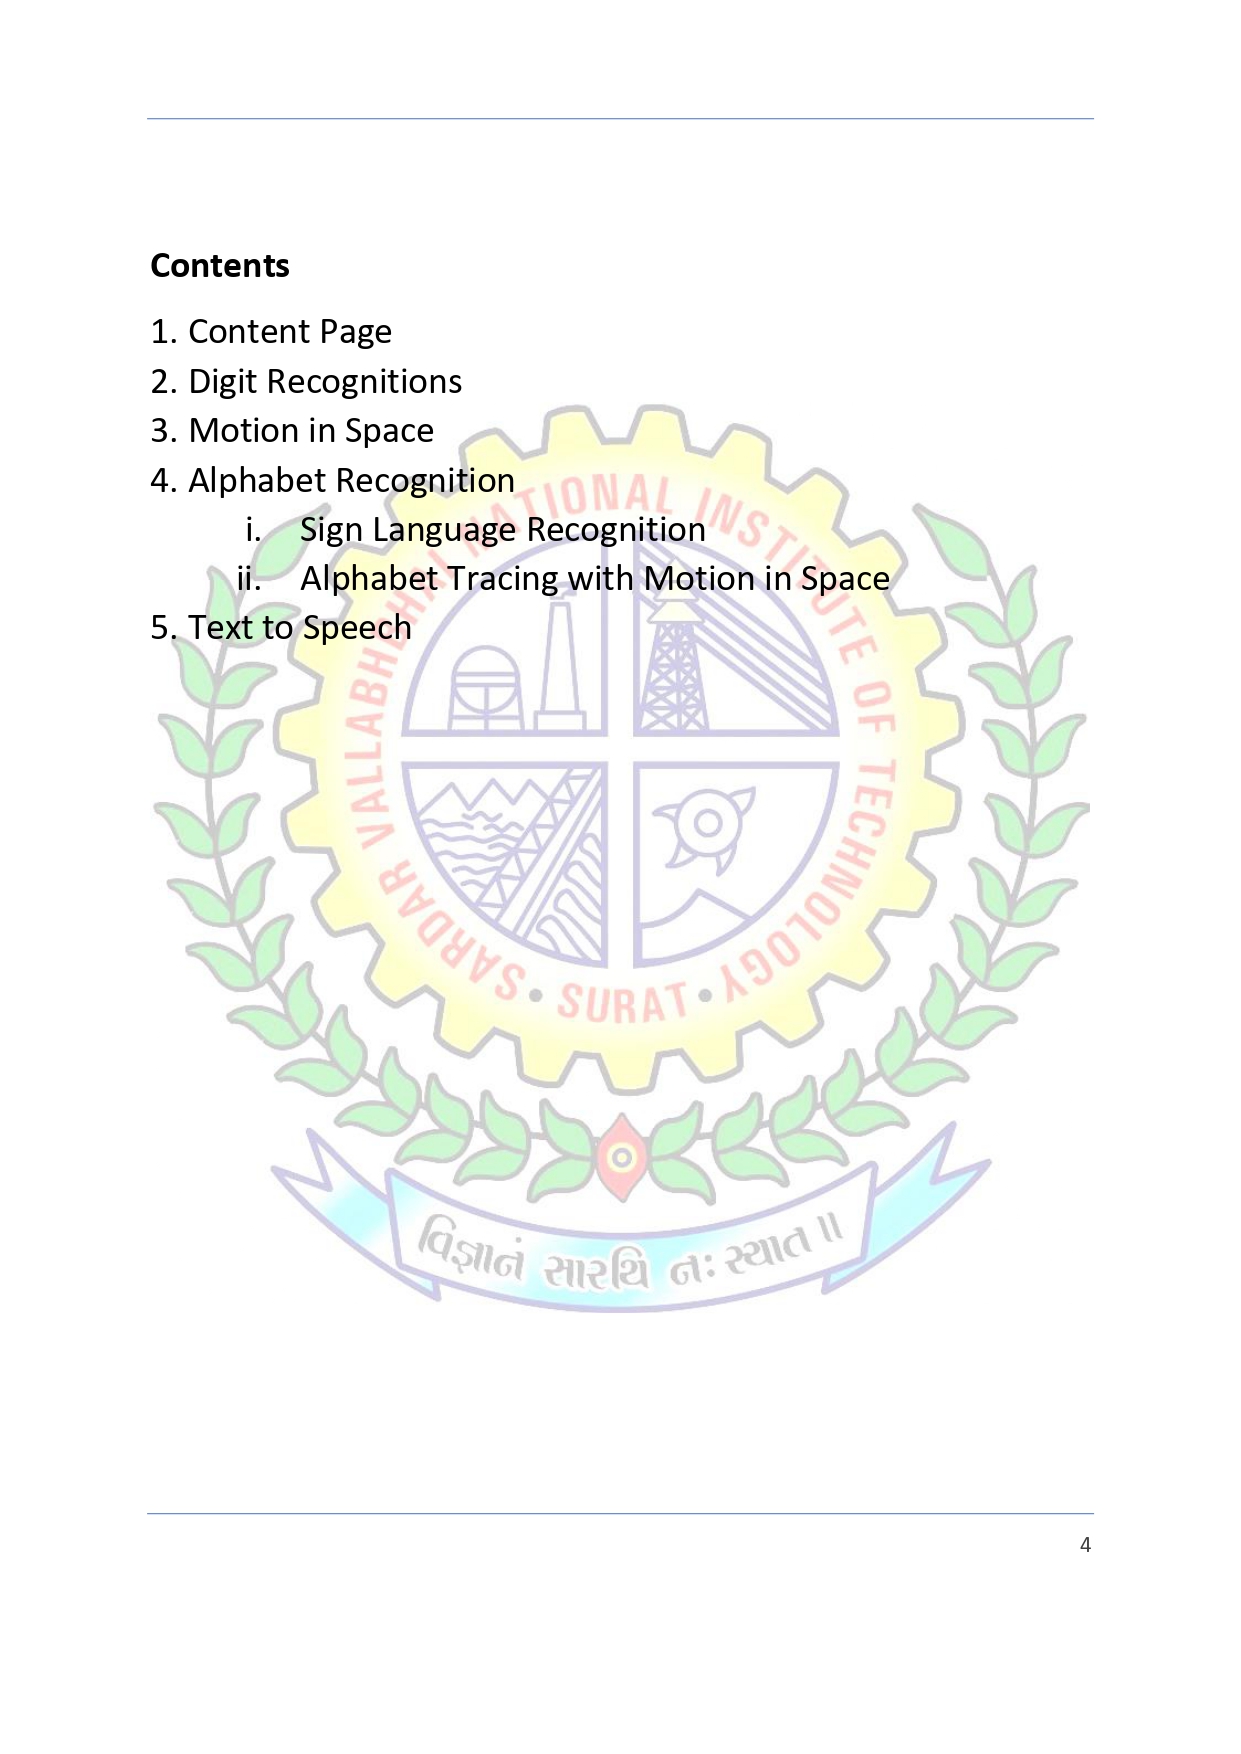 Contents
1. Content Page
2. Digit Recognitions
3. Motion in Space
4. Alphabet Recognition
i. Sign Language Recognition
ii. Alphabet Tracing with Motion in Space
5. Text to Speech
SARDAR VALLABHBHAI NATIONAL INSTITUTE OF TECHNOLOGY
• SURAT •
વિજ્ઞાનં સારથિ નઃ સ્યાત ॥
4